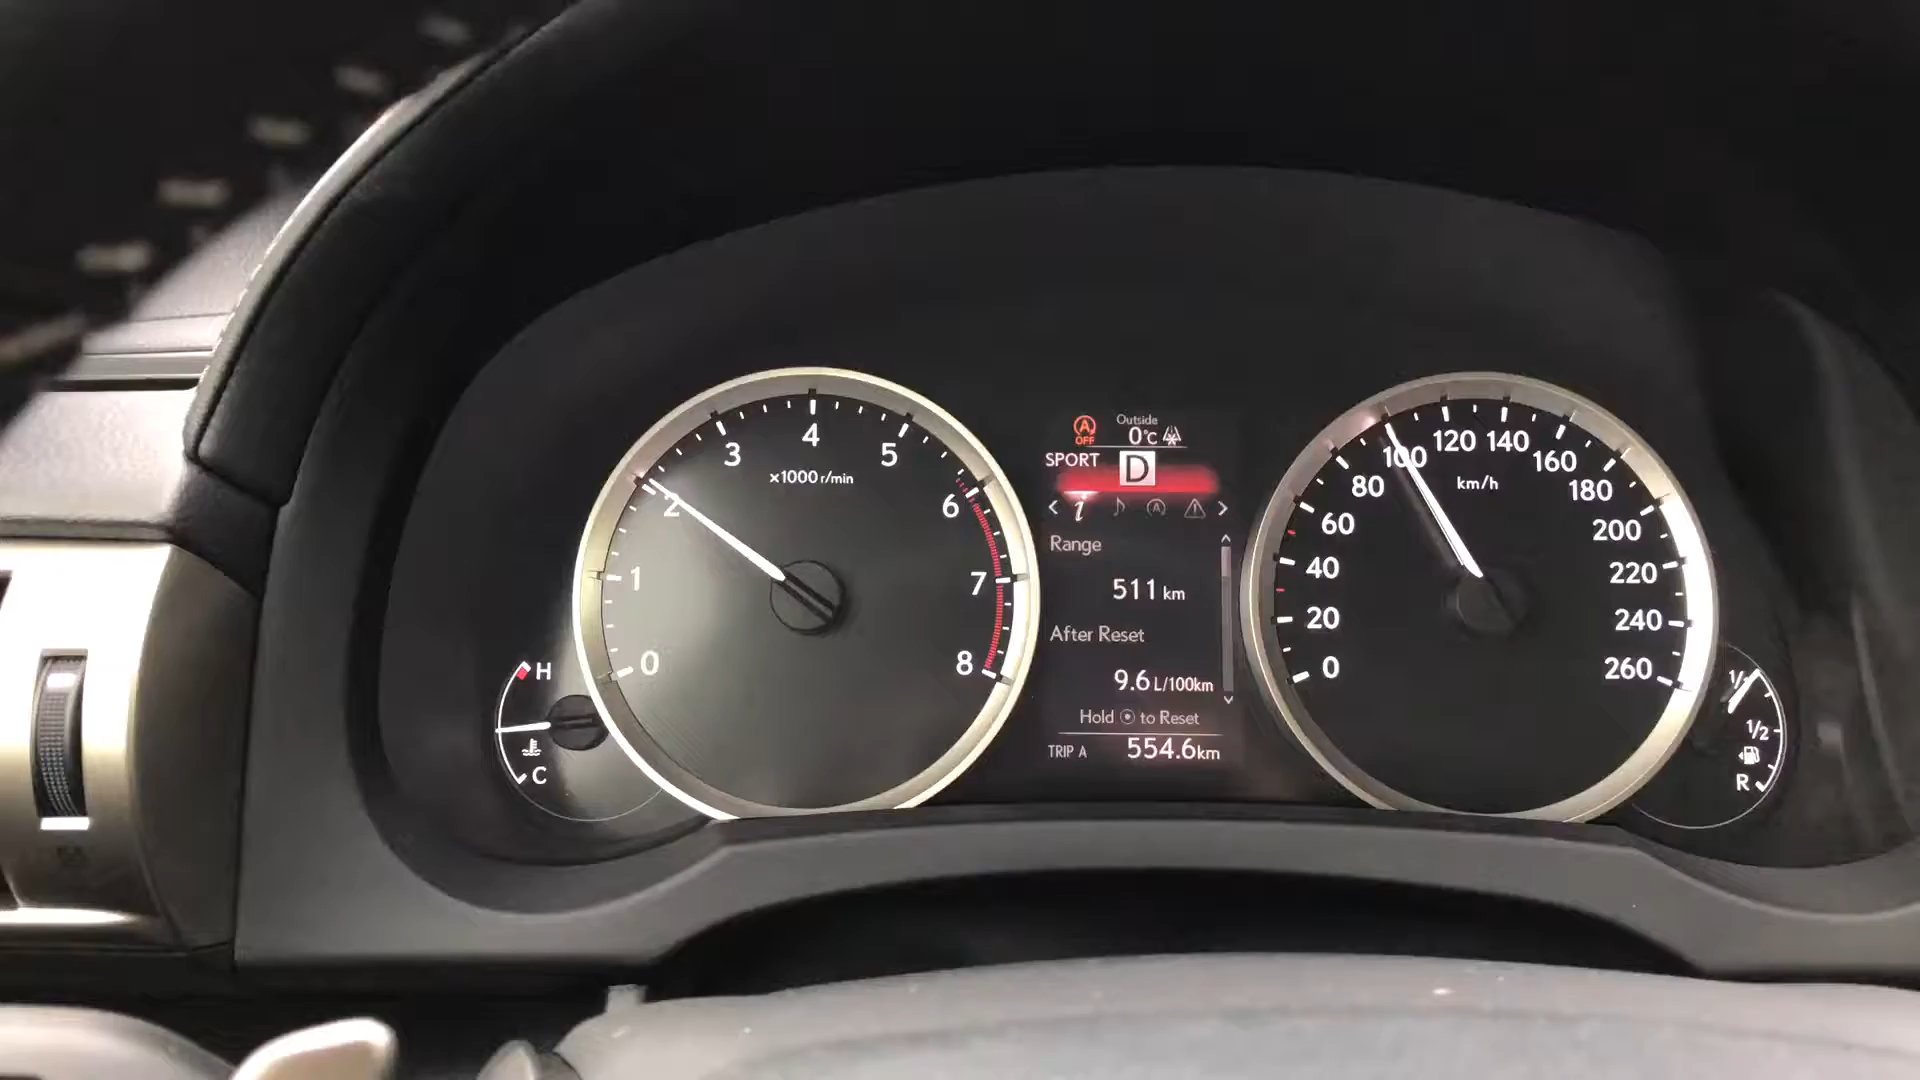 0
1
2
3
4
5
6
7
8
x1000 r/min
H
C
A
OFF
Outside
0°C
SPORT
D
< i ♪ A >
Range
511 km
After Reset
9.6 L/100km
Hold ⦿ to Reset
TRIP A 554.6km
0
20
40
60
80
100
120
140
160
180
200
220
240
260
km/h
1/2
R